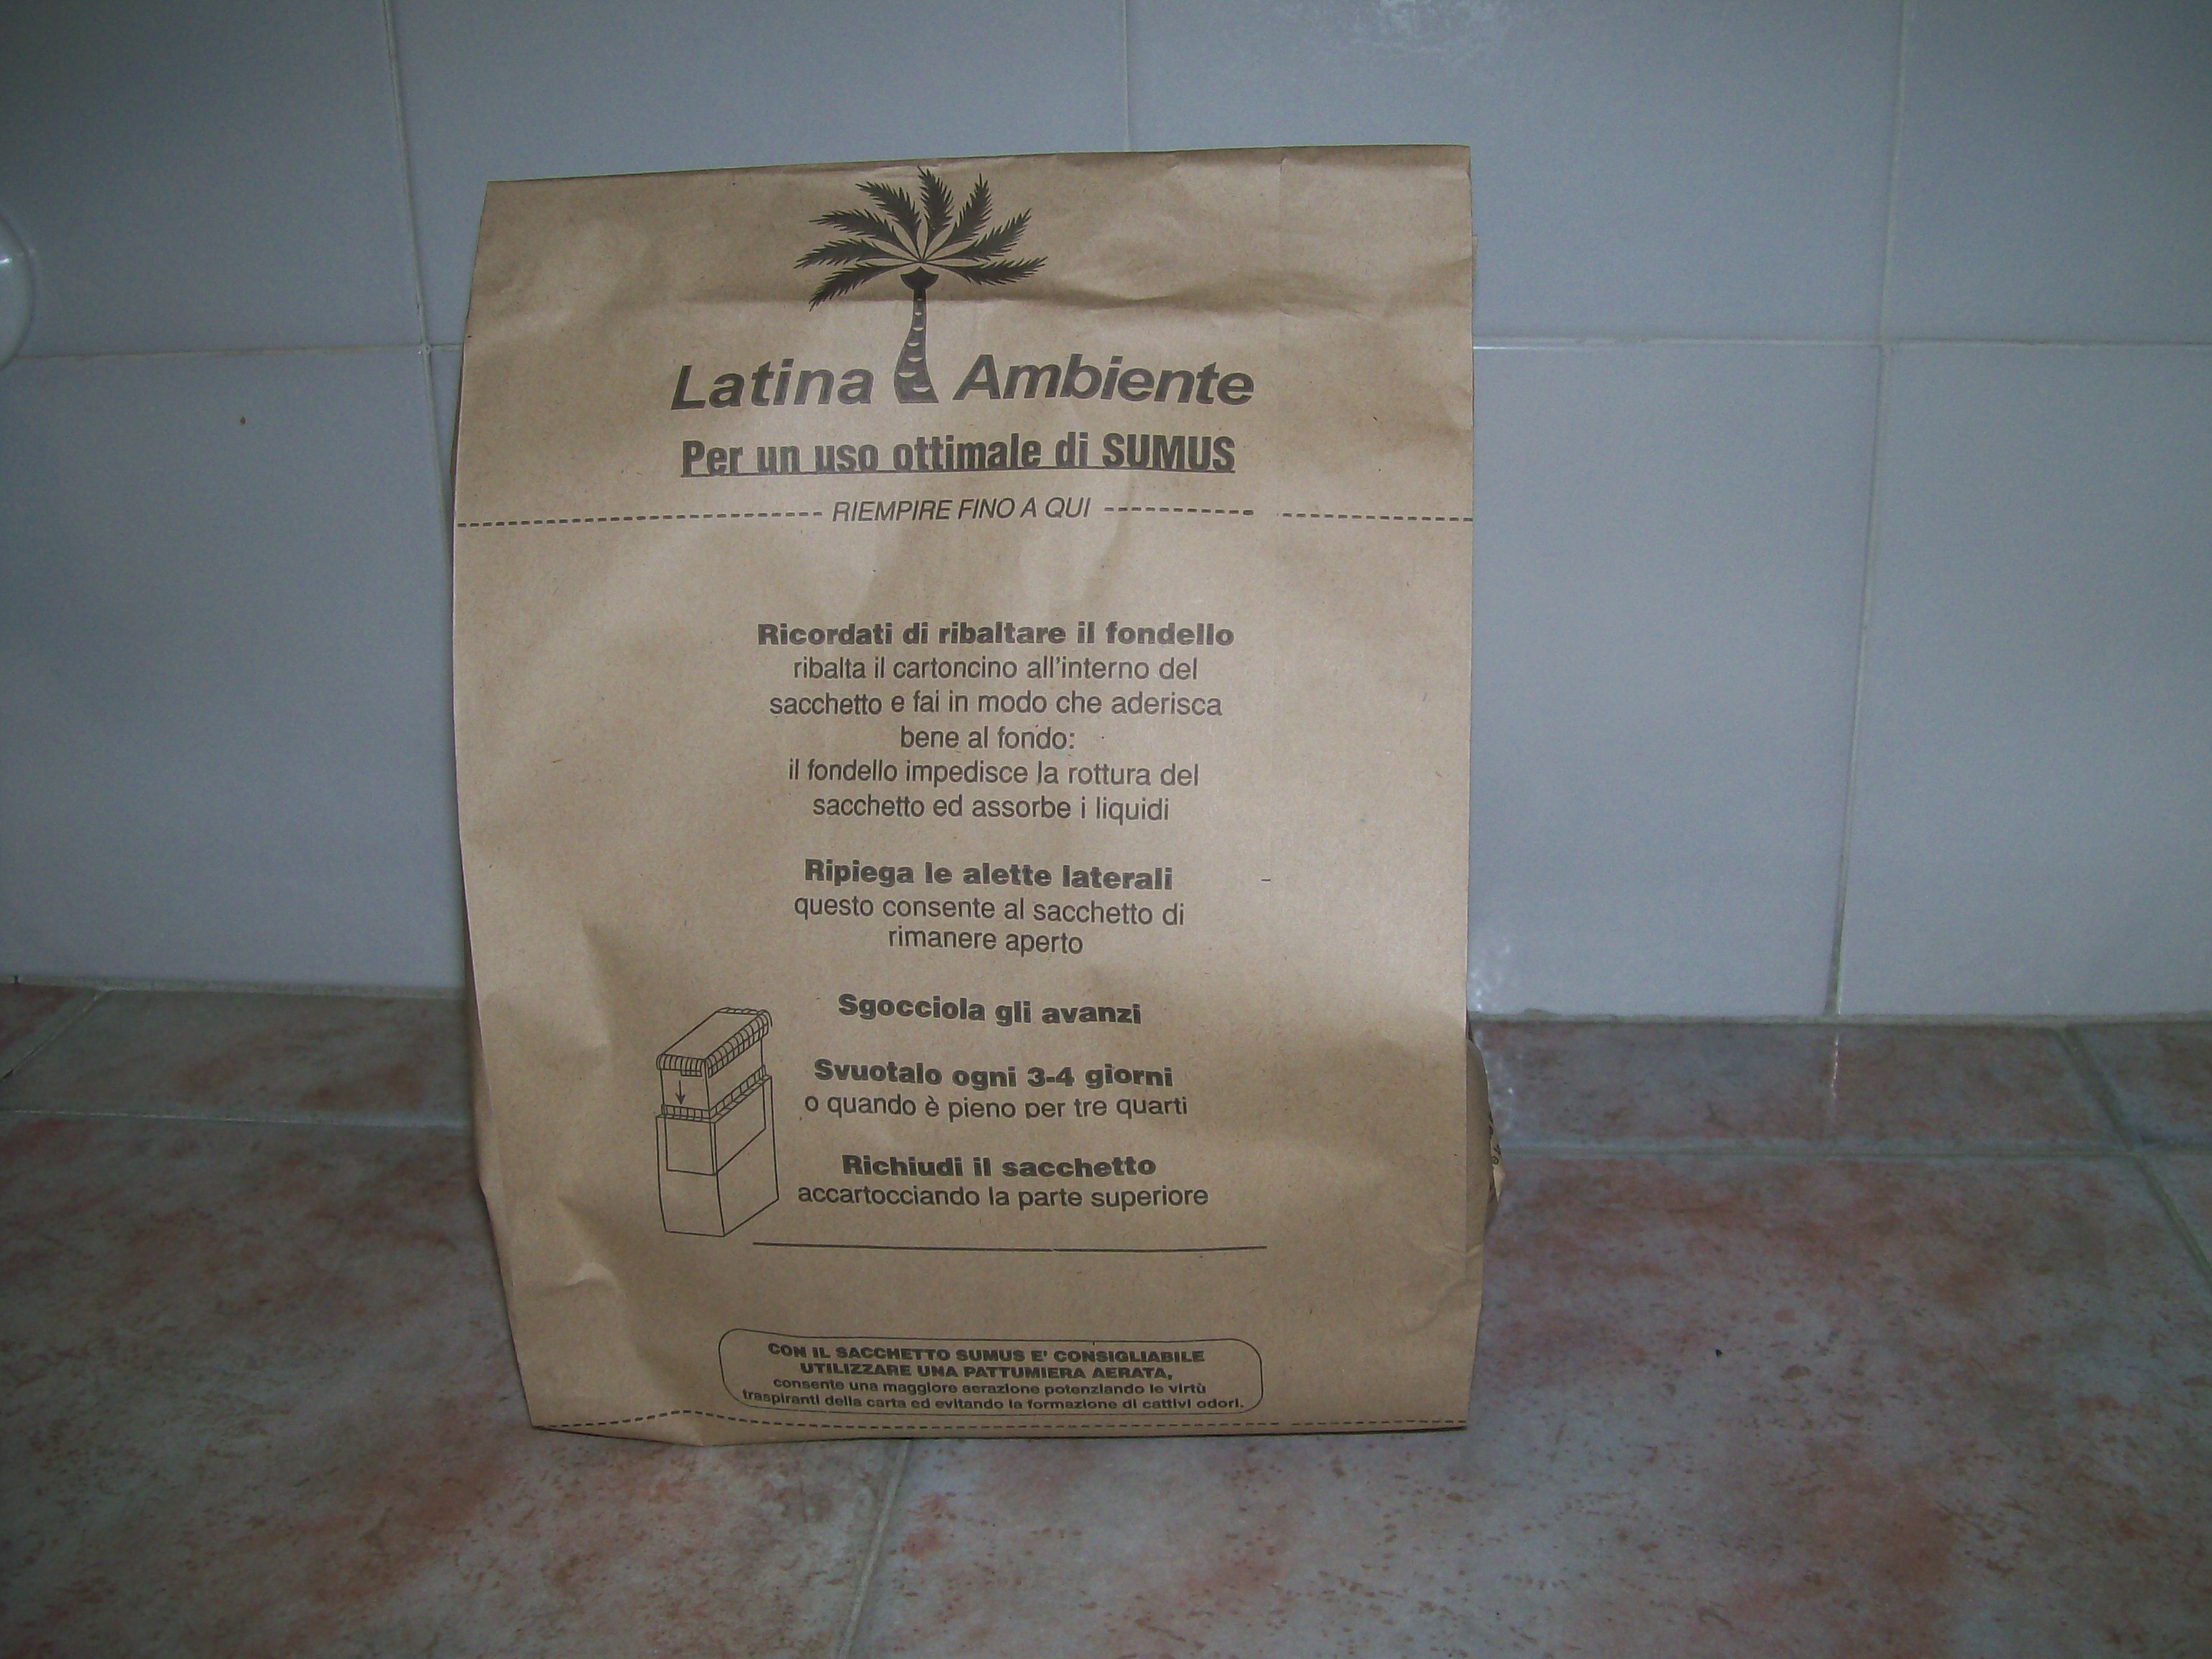 Latina Ambiente
Per un uso ottimale di SUMUS
RIEMPIRE FINO A QUI
Ricordati di ribaltare il fondello
ribalta il cartoncino all'interno del
sacchetto e fai in modo che aderisca
bene al fondo:
il fondello impedisce la rottura del
sacchetto ed assorbe i liquidi
Ripiega le alette laterali
questo consente al sacchetto di
rimanere aperto
Sgocciola gli avanzi
Svuotalo ogni 3-4 giorni
o quando è pieno per tre quarti
Richiudi il sacchetto
accartocciando la parte superiore
CON IL SACCHETTO SUMUS E' CONSIGLIABILE
UTILIZZARE UNA PATTUMIERA AERATA,
consente una maggiore aerazione potenziando le virtù
traspiranti della carta ed evitando la formazione di cattivi odori.